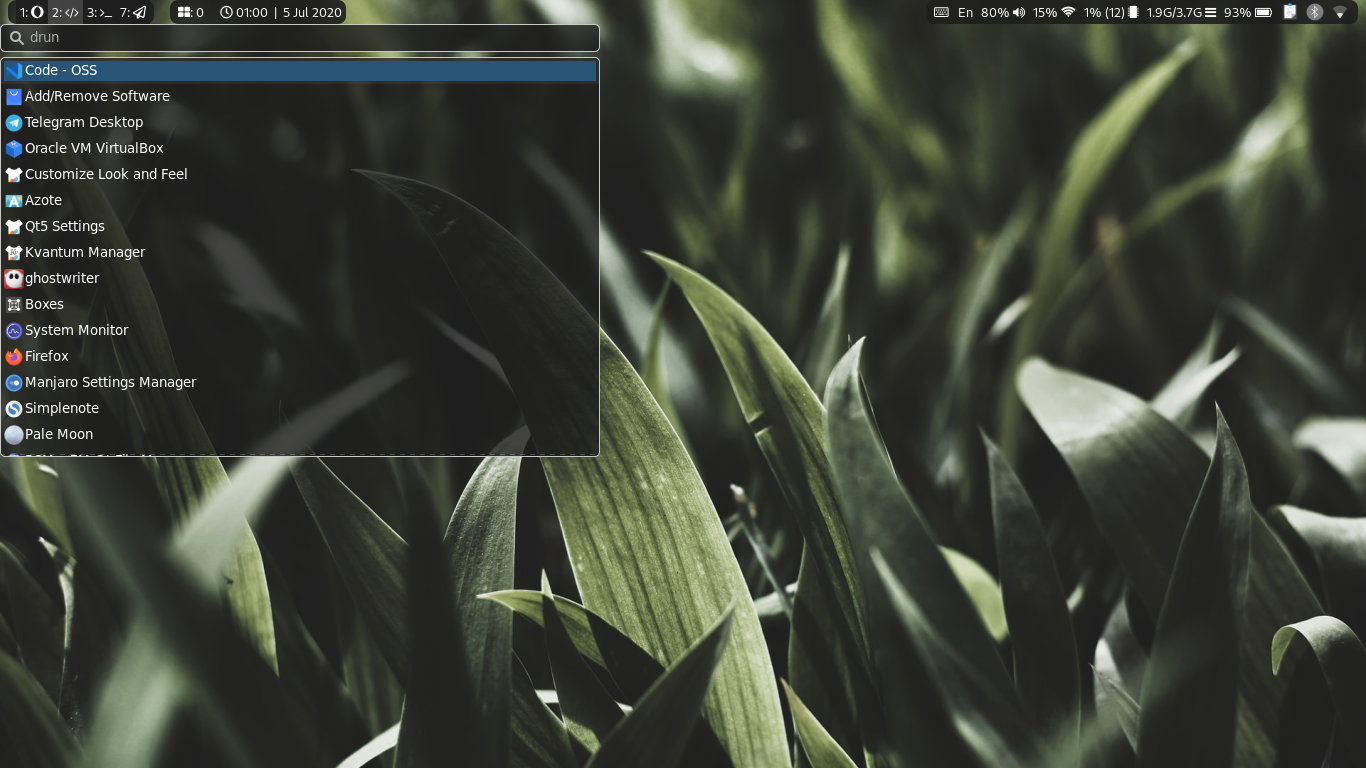 1: 2: 3: 7: 0 01:00 | 5 Jul 2020 En 80% 15% 1% (12) 1.9G/3.7G 93%
drun
Code - OSS
Add/Remove Software
Telegram Desktop
Oracle VM VirtualBox
Customize Look and Feel
Azote
Qt5 Settings
Kvantum Manager
ghostwriter
Boxes
System Monitor
Firefox
Manjaro Settings Manager
Simplenote
Pale Moon